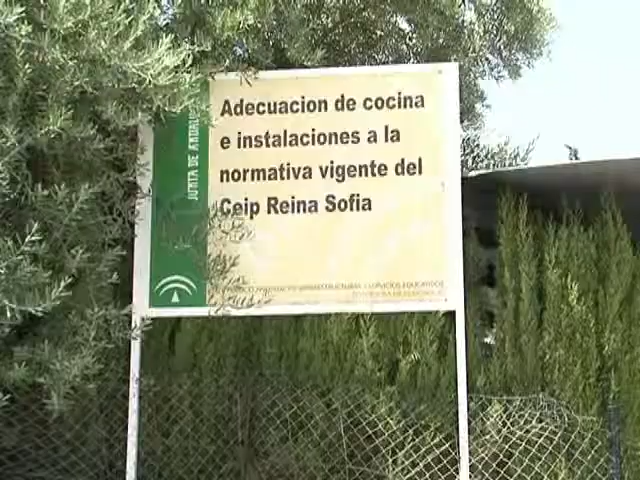 Adecuacion de cocina
e instalaciones a la
normativa vigente del
Ceip Reina Sofia
JUNTA DE ANDALUCIA